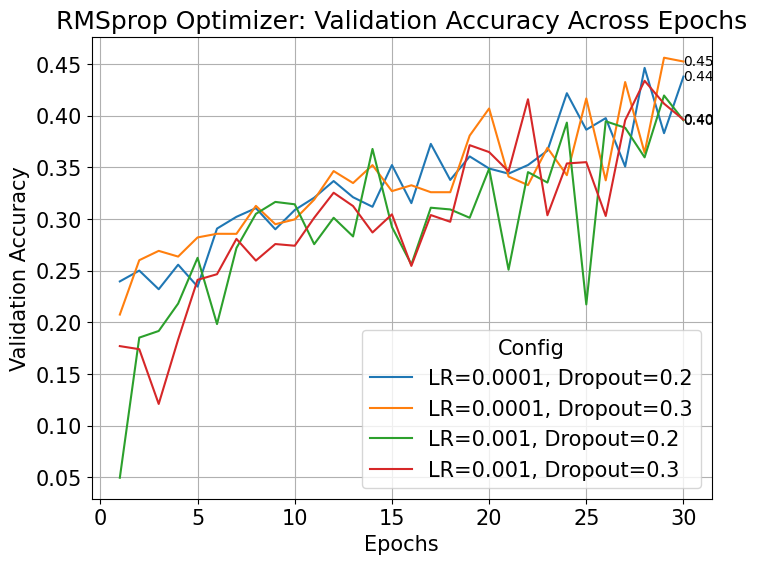 RMSprop Optimizer: Validation Accuracy Across Epochs
Validation Accuracy
0.45
0.40
0.35
0.30
0.25
0.20
0.15
0.10
0.05
0.45
0.44
0.40
0.40
Config
LR=0.0001, Dropout=0.2
LR=0.0001, Dropout=0.3
LR=0.001, Dropout=0.2
LR=0.001, Dropout=0.3
0
5
10
15
20
25
30
Epochs